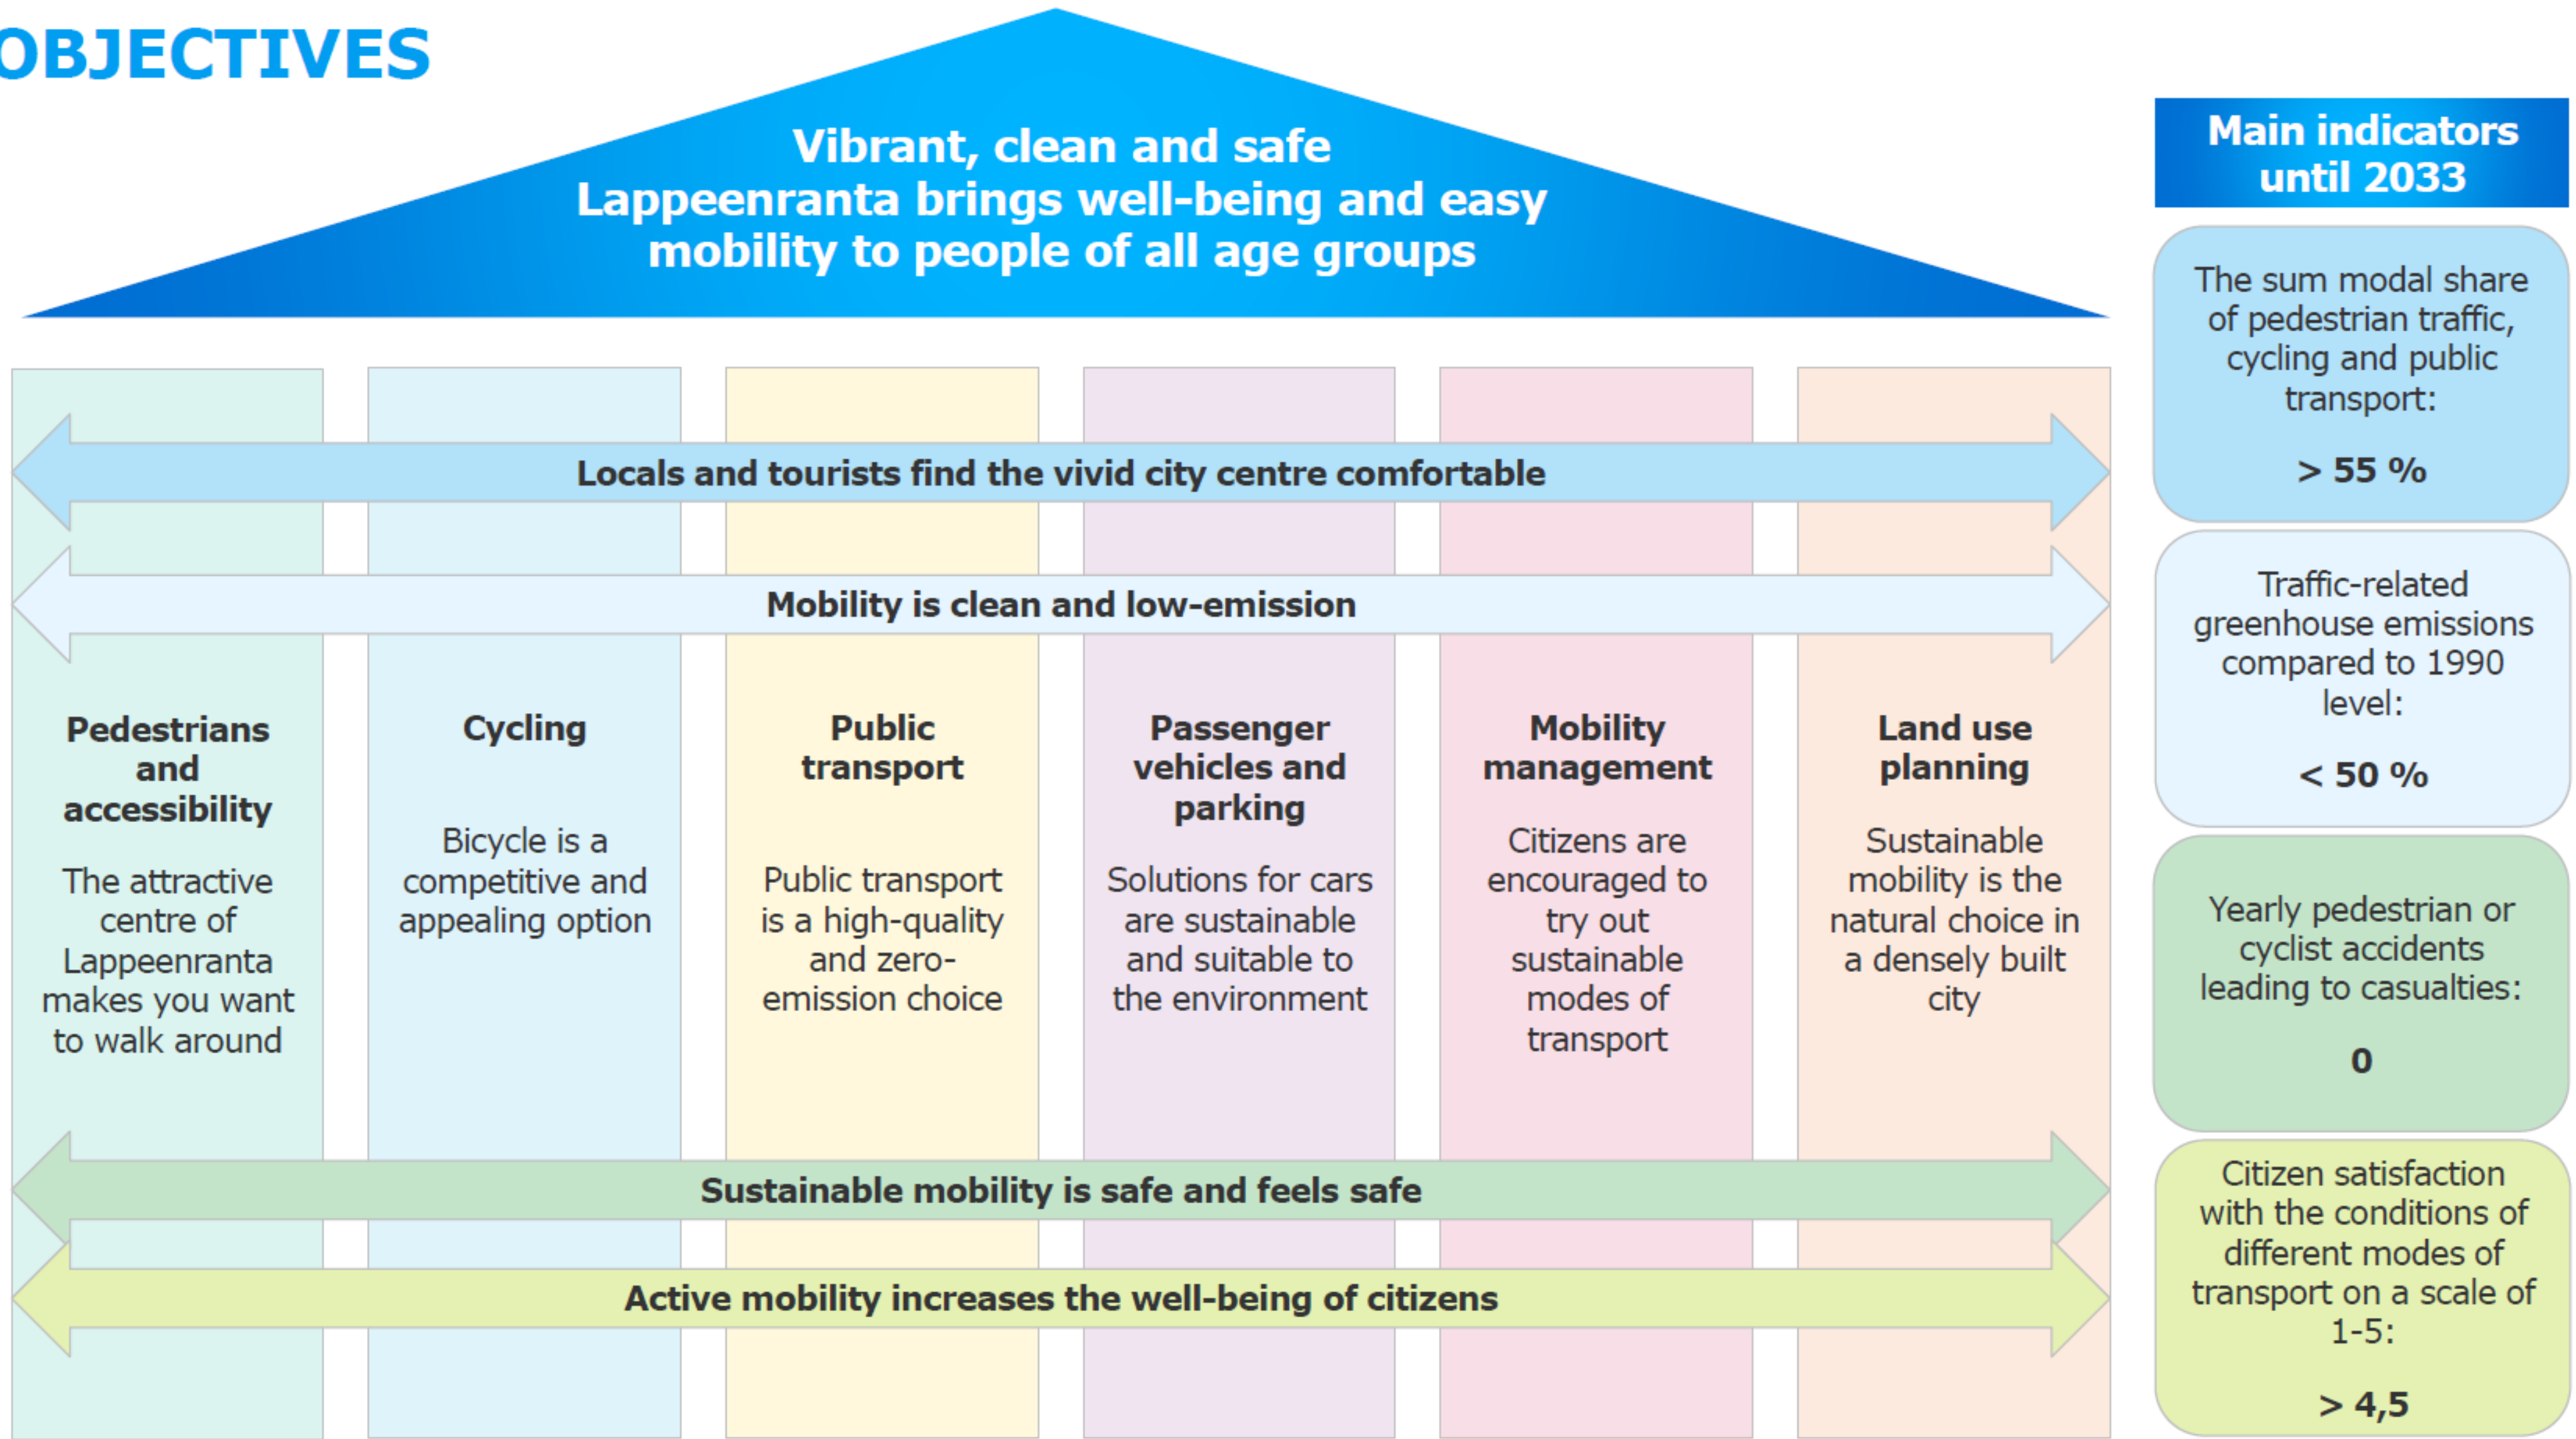 OBJECTIVES
Vibrant, clean and safe
Lappeenranta brings well-being and easy
mobility to people of all age groups
Locals and tourists find the vivid city centre comfortable
Mobility is clean and low-emission
Pedestrians
and
accessibility
The attractive
centre of
Lappeenranta
makes you want
to walk around
Cycling
Bicycle is a
competitive and
appealing option
Public
transport
Public transport
is a high-quality
and zero-
emission choice
Passenger
vehicles and
parking
Solutions for cars
are sustainable
and suitable to
the environment
Mobility
management
Citizens are
encouraged to
try out
sustainable
modes of
transport
Land use
planning
Sustainable
mobility is the
natural choice in
a densely built
city
Sustainable mobility is safe and feels safe
Active mobility increases the well-being of citizens
Main indicators
until 2033
The sum modal share
of pedestrian traffic,
cycling and public
transport:
> 55 %
Traffic-related
greenhouse emissions
compared to 1990
level:
< 50 %
Yearly pedestrian or
cyclist accidents
leading to casualties:
0
Citizen satisfaction
with the conditions of
different modes of
transport on a scale of
1-5:
> 4,5